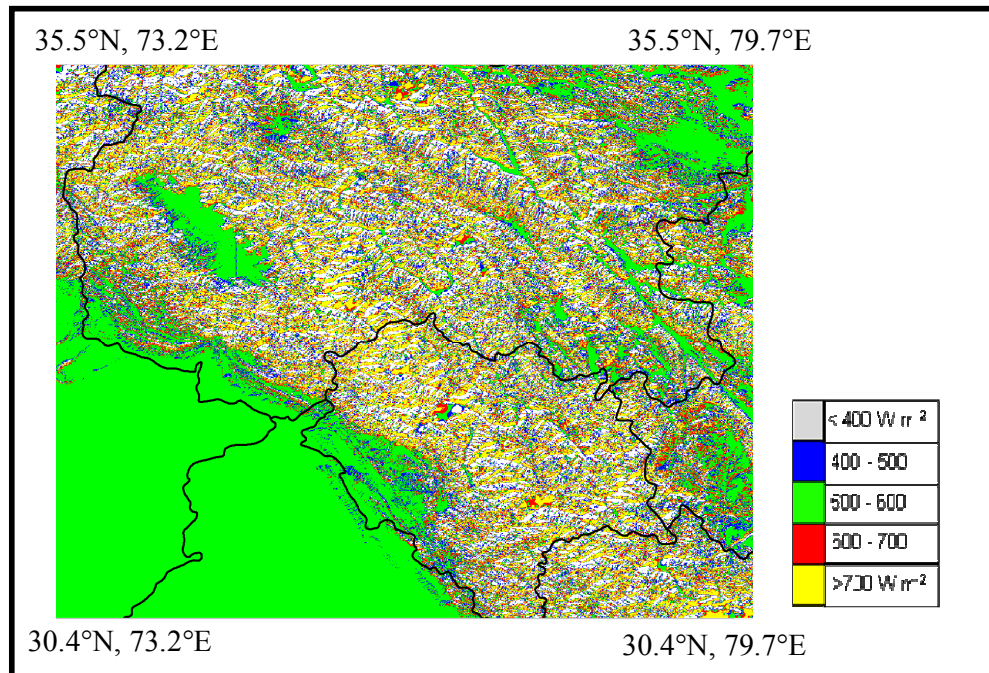 35.5°N, 73.2°E
35.5°N, 79.7°E
< 400 W m⁻²
400 - 500
500 - 600
600 - 700
>700 W m⁻²
30.4°N, 73.2°E
30.4°N, 79.7°E